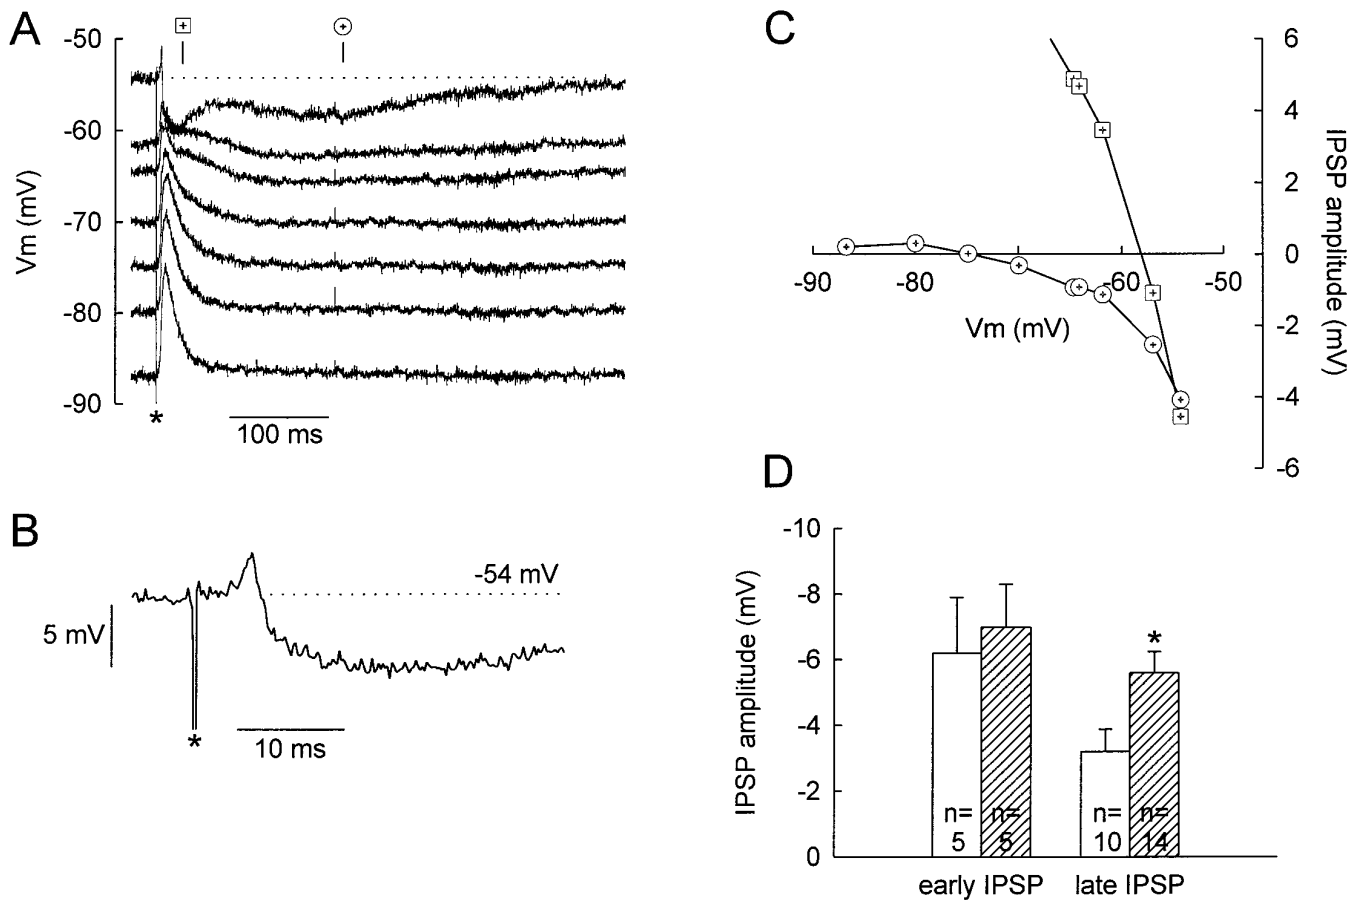 A
-50
-60
-70
-80
-90
Vm (mV)
*
100 ms
B
-54 mV
5 mV
*
10 ms
C
6
4
2
0
-2
-4
-6
IPSP amplitude (mV)
-90
-80
-60
-50
Vm (mV)
D
-10
-8
-6
-4
-2
0
IPSP amplitude (mV)
*
n=
5
n=
5
n=
10
n=
14
early IPSP
late IPSP